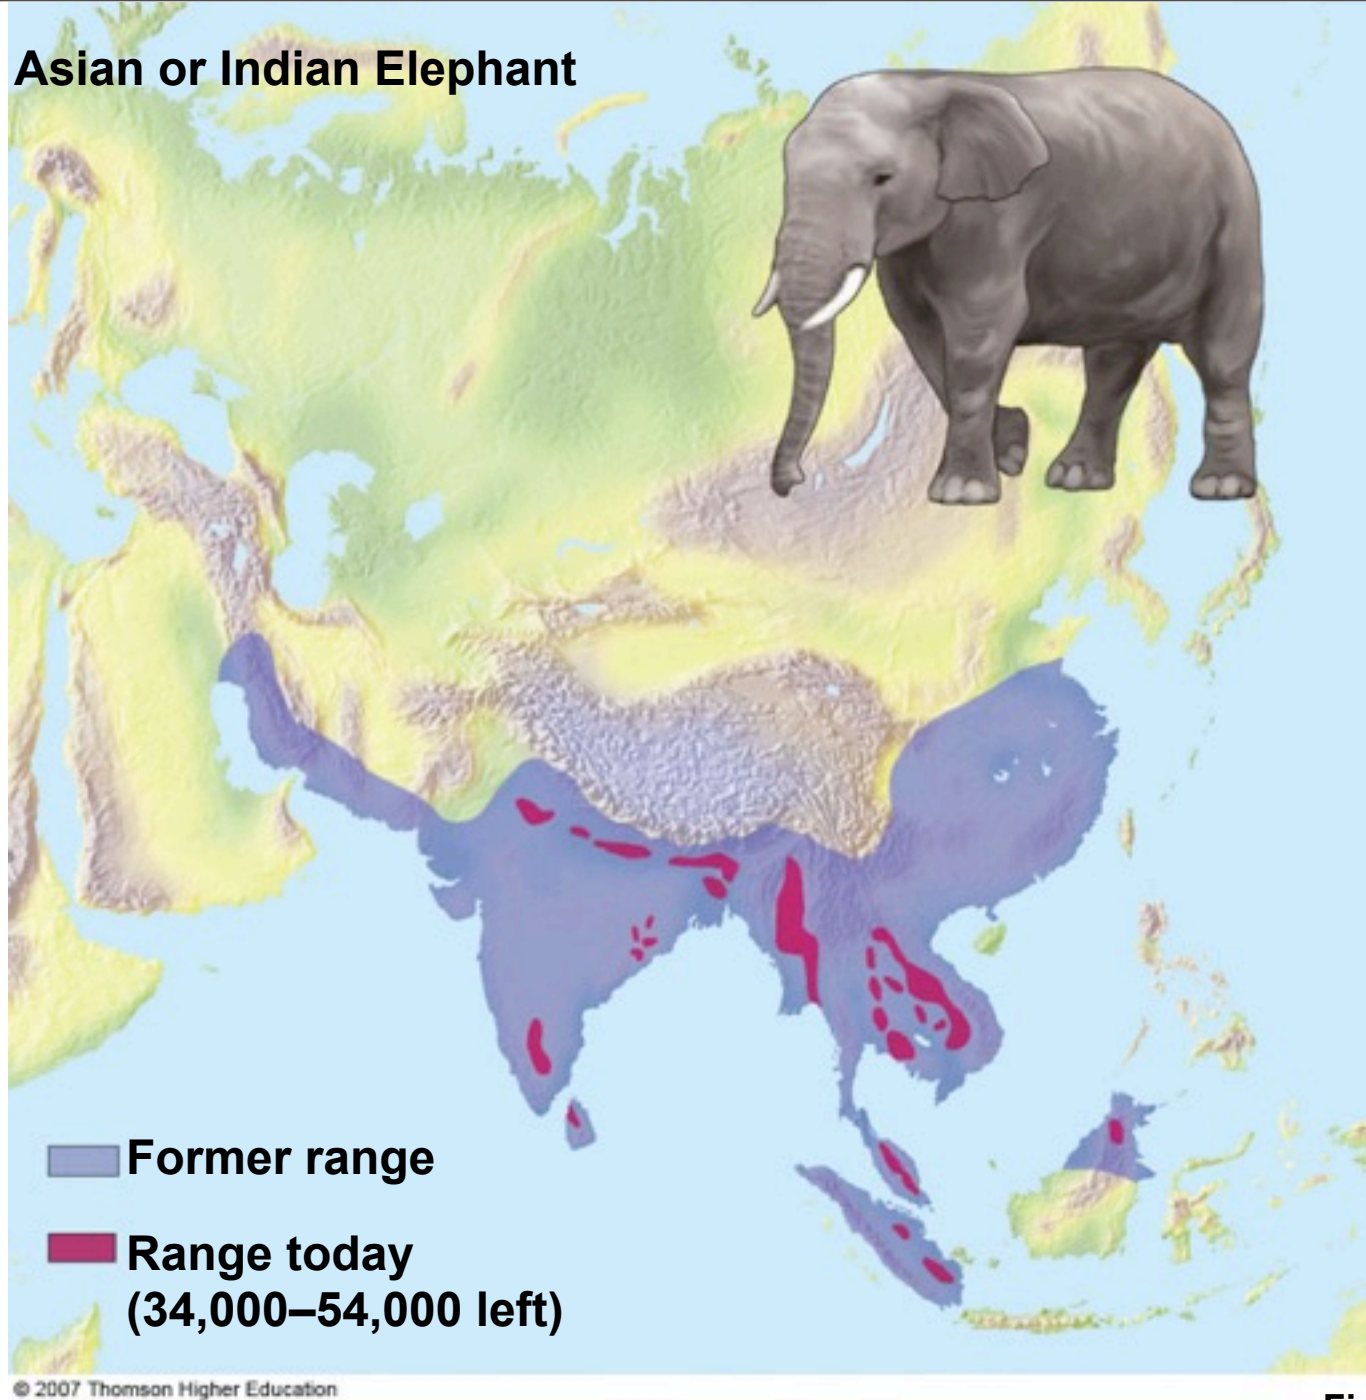 Asian or Indian Elephant
Former range
Range today
(34,000–54,000 left)
© 2007 Thomson Higher Education